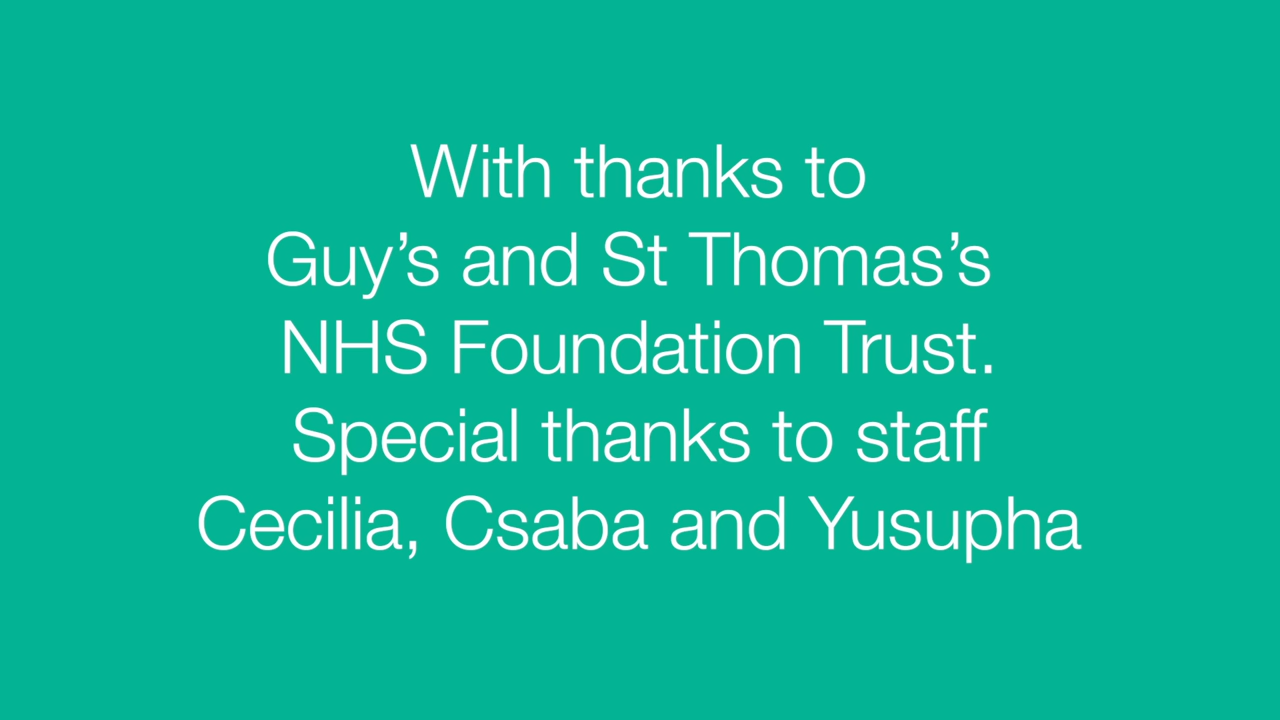 With thanks to
Guy’s and St Thomas’s
NHS Foundation Trust.
Special thanks to staff
Cecilia, Csaba and Yusupha